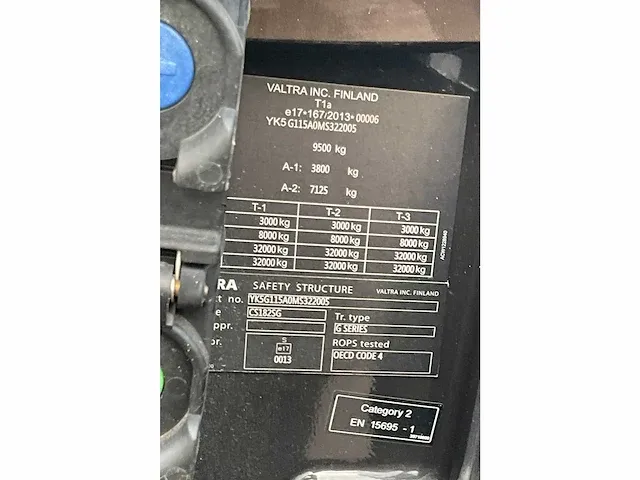 VALTRA INC. FINLAND
T1a
e17*167/2013*00006
YK5G115A0MS322005
9500 kg
A-1: 3800 kg
A-2: 7125 kg
T-1 T-2 T-3
3000 kg 3000 kg 3000 kg
8000 kg 8000 kg 8000 kg
32000 kg 32000 kg 32000 kg
32000 kg 32000 kg 32000 kg
RA SAFETY STRUCTURE VALTRA INC, FINLAND
ct no. YK5G115A0MS322005
e CS182SG Tr. type
ppr. G SERIES
or. S ROPS tested
e17 OECD CODE 4
0013
Category 2
EN 15695 - 1